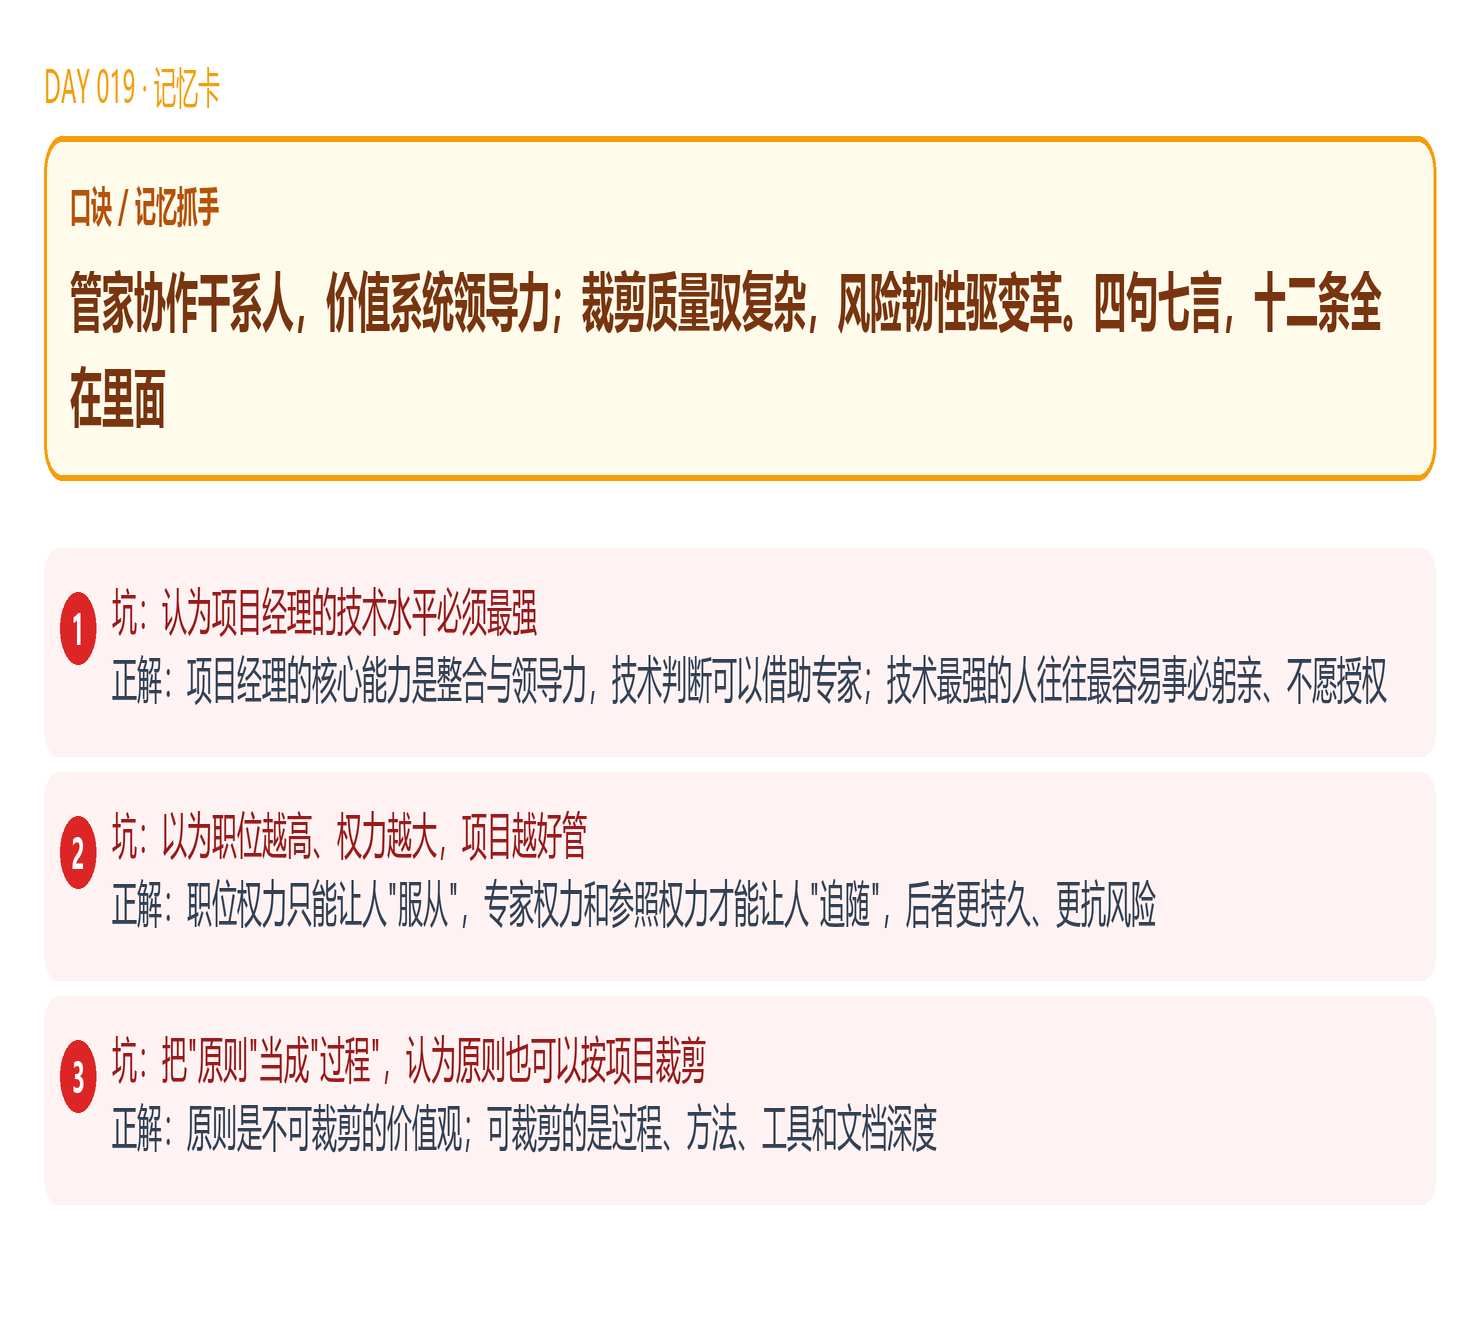 DAY 019 · 记忆卡
口诀 / 记忆抓手
管家协作干系人，价值系统领导力；裁剪质量驭复杂，风险韧性驱变革。四句七言，十二条全
在里面
1
坑：认为项目经理的技术水平必须最强
正解：项目经理的核心能力是整合与领导力，技术判断可以借助专家；技术最强的人往往最容易事必躬亲、不愿授权
2
坑：以为职位越高、权力越大，项目越好管
正解：职位权力只能让人"服从"，专家权力和参照权力才能让人"追随"，后者更持久、更抗风险
3
坑：把"原则"当成"过程"，认为原则也可以按项目裁剪
正解：原则是不可裁剪的价值观；可裁剪的是过程、方法、工具和文档深度